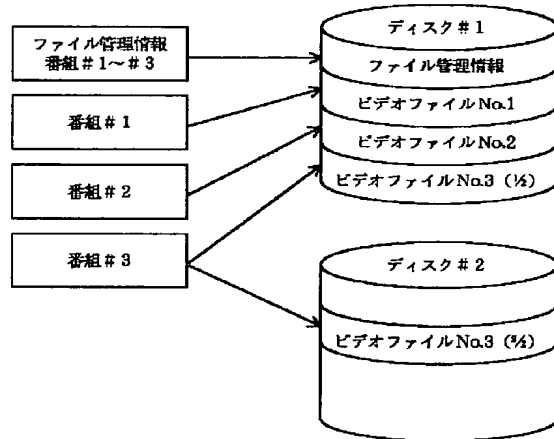 ファイル管理情報
番組＃1～＃3
番組＃1
番組＃2
番組＃3
ディスク＃1
ファイル管理情報
ビデオファイルNo.1
ビデオファイルNo.2
ビデオファイルNo.3（½）
ディスク＃2
ビデオファイルNo.3（²⁄₂）